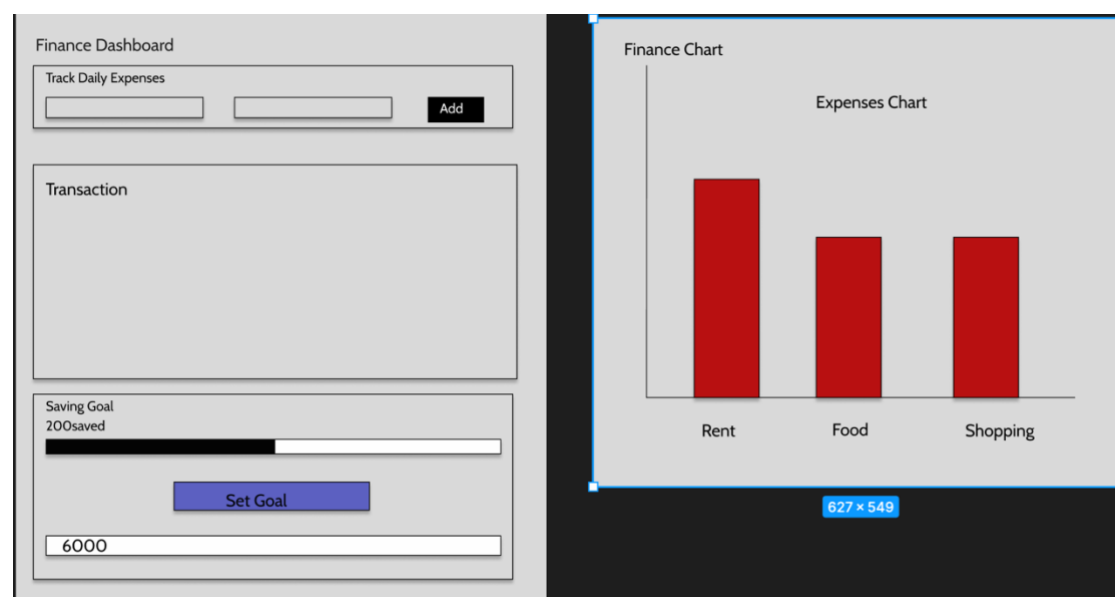 Finance Dashboard
Track Daily Expenses
Add
Transaction
Saving Goal
200saved
Set Goal
6000
Finance Chart
Expenses Chart
Rent Food Shopping
627 × 549